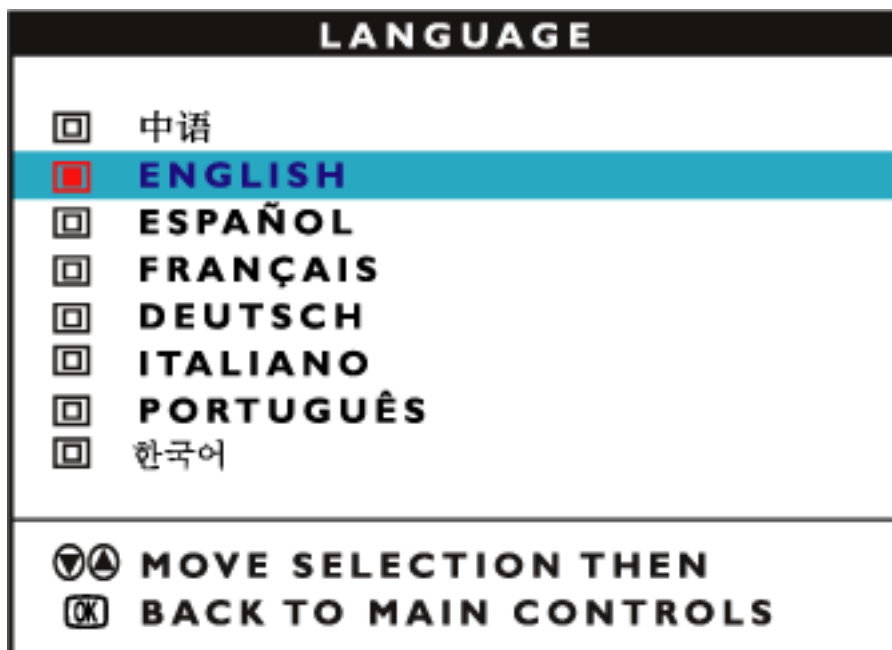 LANGUAGE
中语
ENGLISH
ESPAÑOL
FRANÇAIS
DEUTSCH
ITALIANO
PORTUGUÊS
한국어
MOVE SELECTION THEN
OK BACK TO MAIN CONTROLS